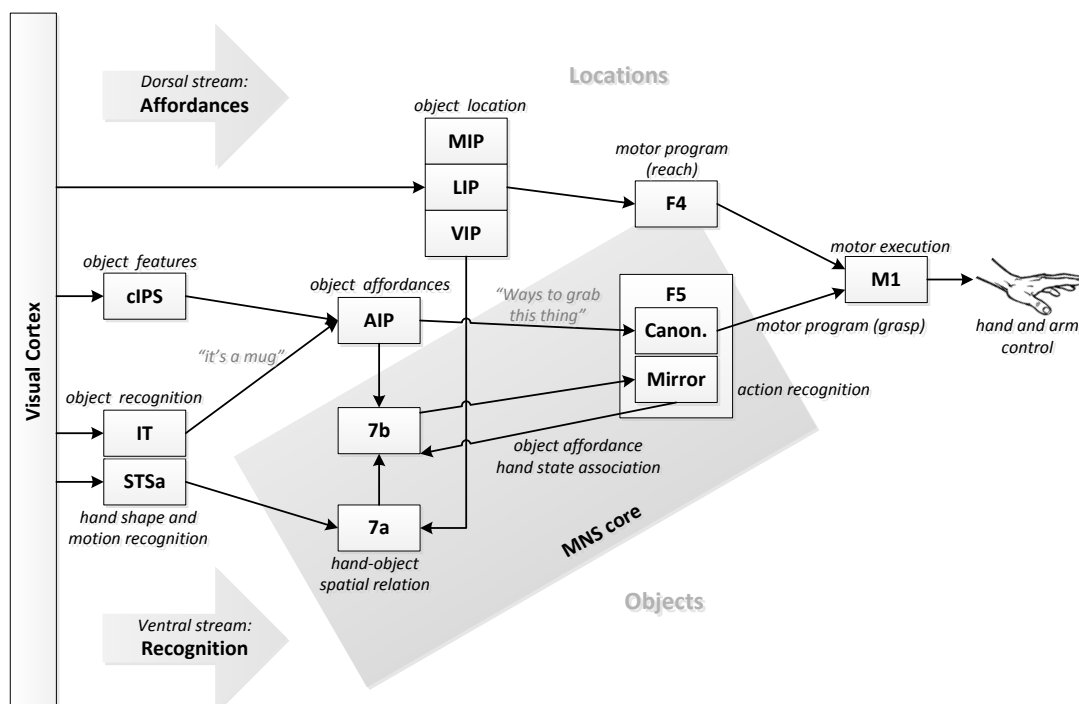 Dorsal stream:
Affordances
Locations
object location
MIP
LIP
VIP
motor program
(reach)
F4
object features
cIPS
object affordances
AIP
"Ways to grab
this thing"
F5
Canon.
Mirror
motor execution
M1
motor program (grasp)
hand and arm
control
"it's a mug"
Visual Cortex
object recognition
IT
STSa
hand shape and
motion recognition
7b
action recognition
object affordance
hand state association
7a
hand-object
spatial relation
MNS core
Objects
Ventral stream:
Recognition